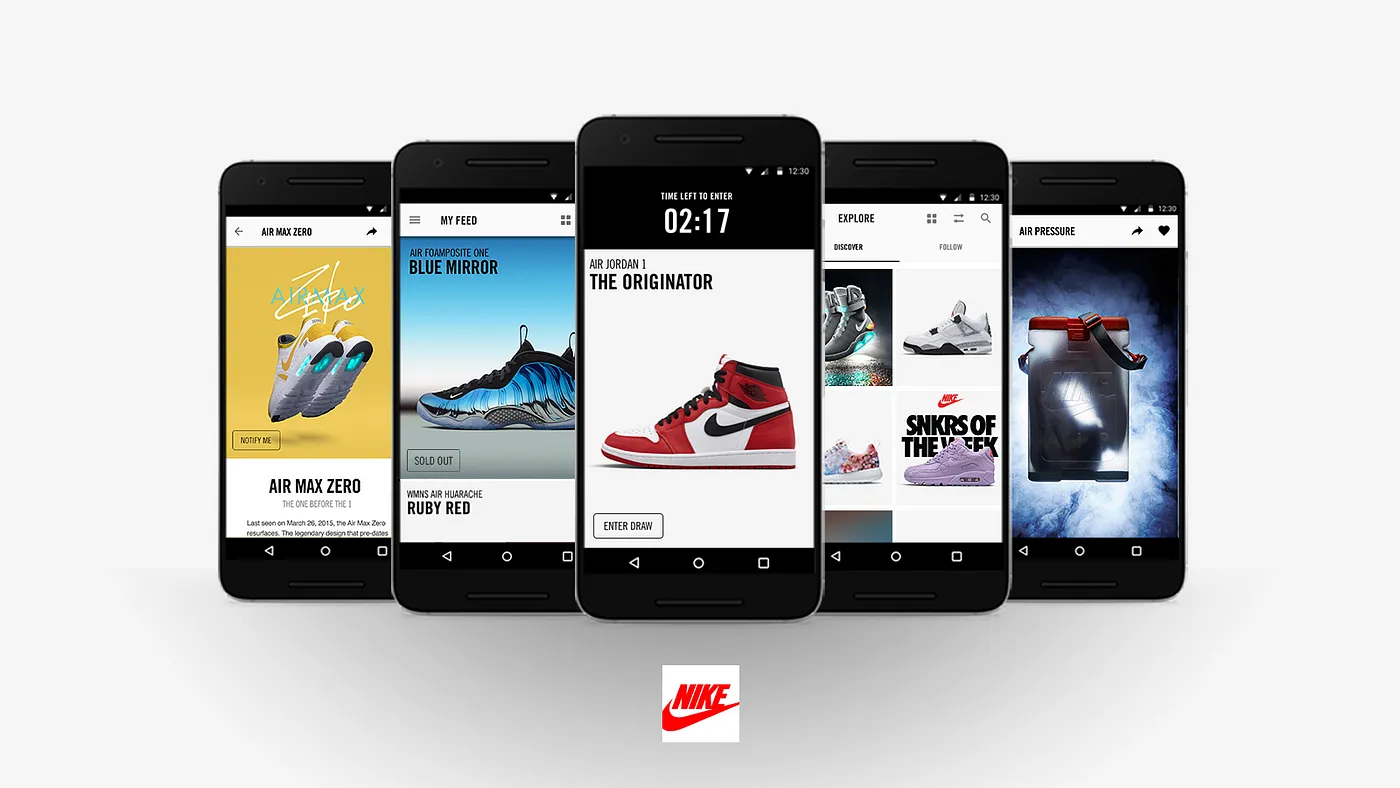 AIR MAX ZERO
AIRMAX
Zero
NOTIFY ME
AIR MAX ZERO
THE ONE BEFORE THE 1
Last seen on March 26, 2015, the Air Max Zero
resurfaces. The legendary design that pre-dates
MY FEED
AIR FOAMPOSITE ONE
BLUE MIRROR
SOLD OUT
WMNS AIR HUARACHE
RUBY RED
12:30
TIME LEFT TO ENTER
02:17
AIR JORDAN 1
THE ORIGINATOR
ENTER DRAW
12:30
EXPLORE
DISCOVER
FOLLOW
NIKE
SNKRS OF
THE WEEK
12:30
AIR PRESSURE
NIKE
NIKE